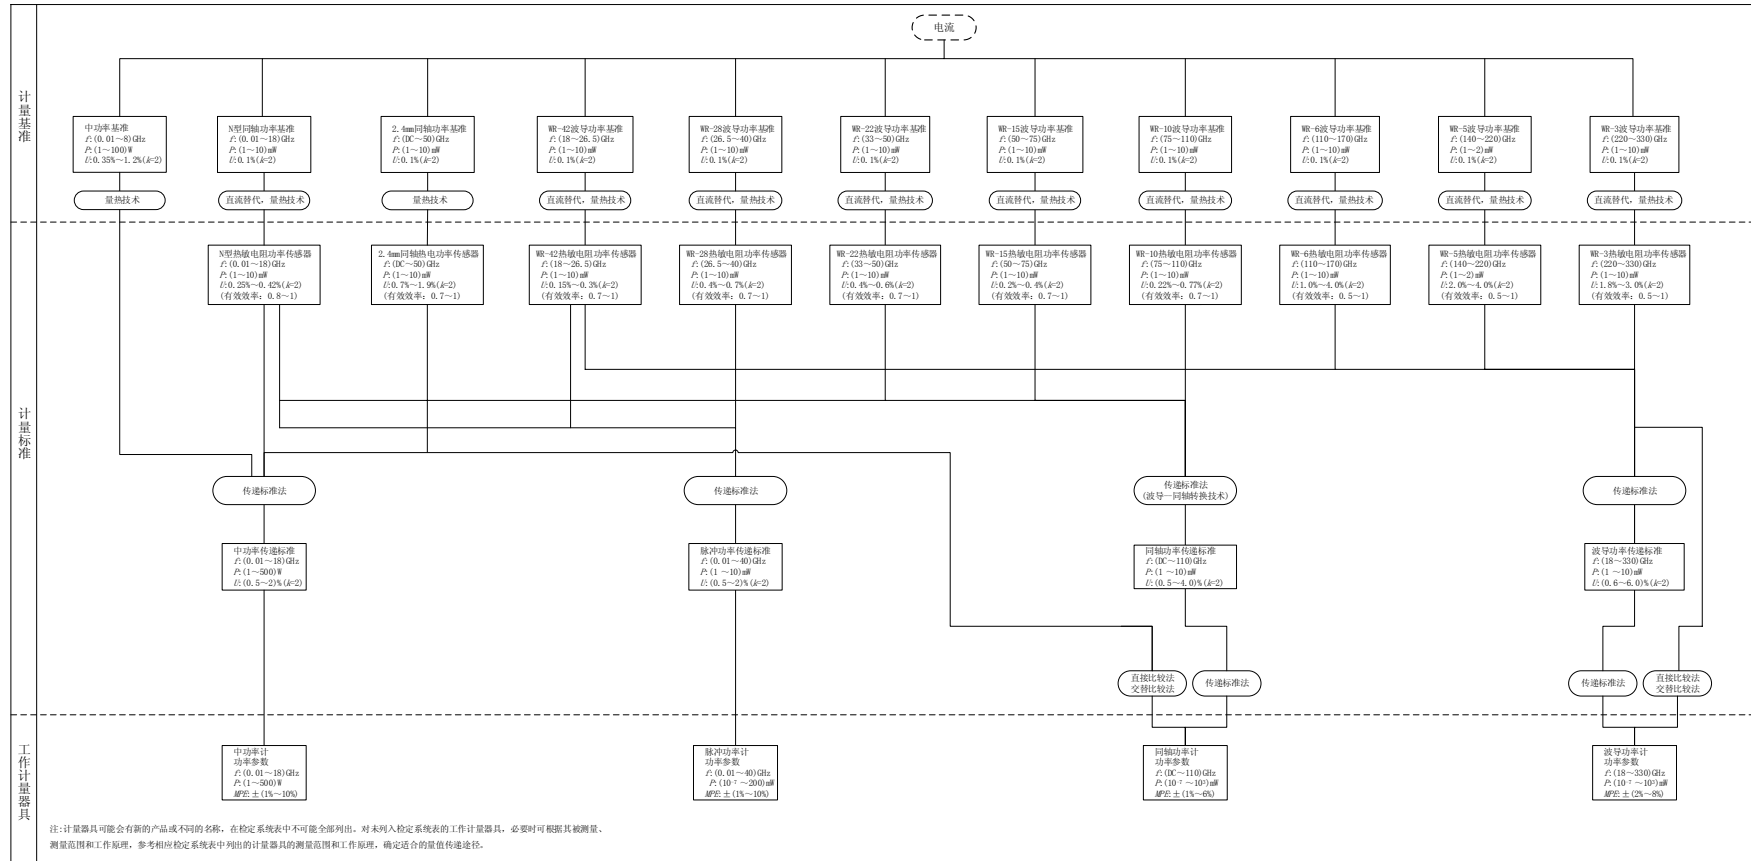 电流
计量基准
中功率基准
f:(0.01~8)GHz
P:(1~100)W
U:0.35%~1.2%(k=2)
N型同轴功率基准
f:(0.01~18)GHz
P:(1~10)mW
U:0.1%(k=2)
2.4mm同轴功率基准
f:(DC~50)GHz
P:(1~10)mW
U:0.1%(k=2)
WR-42波导功率基准
f:(18~26.5)GHz
P:(1~10)mW
U:0.1%(k=2)
WR-28波导功率基准
f:(26.5~40)GHz
P:(1~10)mW
U:0.1%(k=2)
WR-22波导功率基准
f:(33~50)GHz
P:(1~10)mW
U:0.1%(k=2)
WR-15波导功率基准
f:(50~75)GHz
P:(1~10)mW
U:0.1%(k=2)
WR-10波导功率基准
f:(75~110)GHz
P:(1~10)mW
U:0.1%(k=2)
WR-6波导功率基准
f:(110~170)GHz
P:(1~10)mW
U:0.1%(k=2)
WR-5波导功率基准
f:(140~220)GHz
P:(1~2)mW
U:0.1%(k=2)
WR-3波导功率基准
f:(220~330)GHz
P:(1~10)mW
U:0.1%(k=2)
量热技术
直流替代，量热技术
量热技术
直流替代，量热技术
直流替代，量热技术
直流替代，量热技术
直流替代，量热技术
直流替代，量热技术
直流替代，量热技术
直流替代，量热技术
直流替代，量热技术
计量标准
N型热敏电阻功率传感器
f:(0.01~18)GHz
P:(1~10)mW
U:0.25%~0.42%(k=2)
(有效效率：0.8~1)
2.4mm同轴热电功率传感器
f:(DC~50)GHz
P:(1~10)mW
U:0.7%~1.9%(k=2)
(有效效率：0.7~1)
WR-42热敏电阻功率传感器
f:(18~26.5)GHz
P:(1~10)mW
U:0.15%~0.3%(k=2)
(有效效率：0.7~1)
WR-28热敏电阻功率传感器
f:(26.5~40)GHz
P:(1~10)mW
U:0.4%~0.7%(k=2)
(有效效率：0.7~1)
WR-22热敏电阻功率传感器
f:(33~50)GHz
P:(1~10)mW
U:0.4%~0.6%(k=2)
(有效效率：0.7~1)
WR-15热敏电阻功率传感器
f:(50~75)GHz
P:(1~10)mW
U:0.2%~0.4%(k=2)
(有效效率：0.7~1)
WR-10热敏电阻功率传感器
f:(75~110)GHz
P:(1~10)mW
U:0.22%~0.77%(k=2)
(有效效率：0.7~1)
WR-6热敏电阻功率传感器
f:(110~170)GHz
P:(1~10)mW
U:1.0%~4.0%(k=2)
(有效效率：0.5~1)
WR-5热敏电阻功率传感器
f:(140~220)GHz
P:(1~2)mW
U:2.0%~4.0%(k=2)
(有效效率：0.5~1)
WR-3热敏电阻功率传感器
f:(220~330)GHz
P:(1~10)mW
U:1.8%~3.0%(k=2)
(有效效率：0.5~1)
传递标准法
传递标准法
传递标准法
(波导—同轴转换技术)
传递标准法
中功率传递标准
f:(0.01~18)GHz
P:(1~500)W
U:(0.5~2)%(k=2)
脉冲功率传递标准
f:(0.01~40)GHz
P:(1 ~10)mW
U:(0.5~2)%(k=2)
同轴功率传递标准
f:(DC~110)GHz
P:(1 ~10)mW
U:(0.5~4.0)%(k=2)
波导功率传递标准
f:(18~330)GHz
P:(1 ~10)mW
U:(0.6~6.0)%(k=2)
直接比较法
交替比较法
传递标准法
传递标准法
直接比较法
交替比较法
工作计量器具
中功率计
功率参数
f:(0.01~18)GHz
P:(1~500)W
MPE:±(1%~10%)
脉冲功率计
功率参数
f:(0.01~40)GHz
P:(10⁻⁷ ~200)mW
MPE:±(1%~10%)
同轴功率计
功率参数
f:(DC~110)GHz
P:(10⁻⁷ ~10³)mW
MPE:±(1%~6%)
波导功率计
功率参数
f:(18~330)GHz
P:(10⁻⁷ ~10³)mW
MPE:±(2%~8%)
注:计量器具可能会有新的产品或不同的名称，在检定系统表中不可能全部列出。对未列入检定系统表的工作计量器具，必要时可根据其被测量、
测量范围和工作原理，参考相应检定系统表中列出的计量器具的测量范围和工作原理，确定适合的量值传递途径。